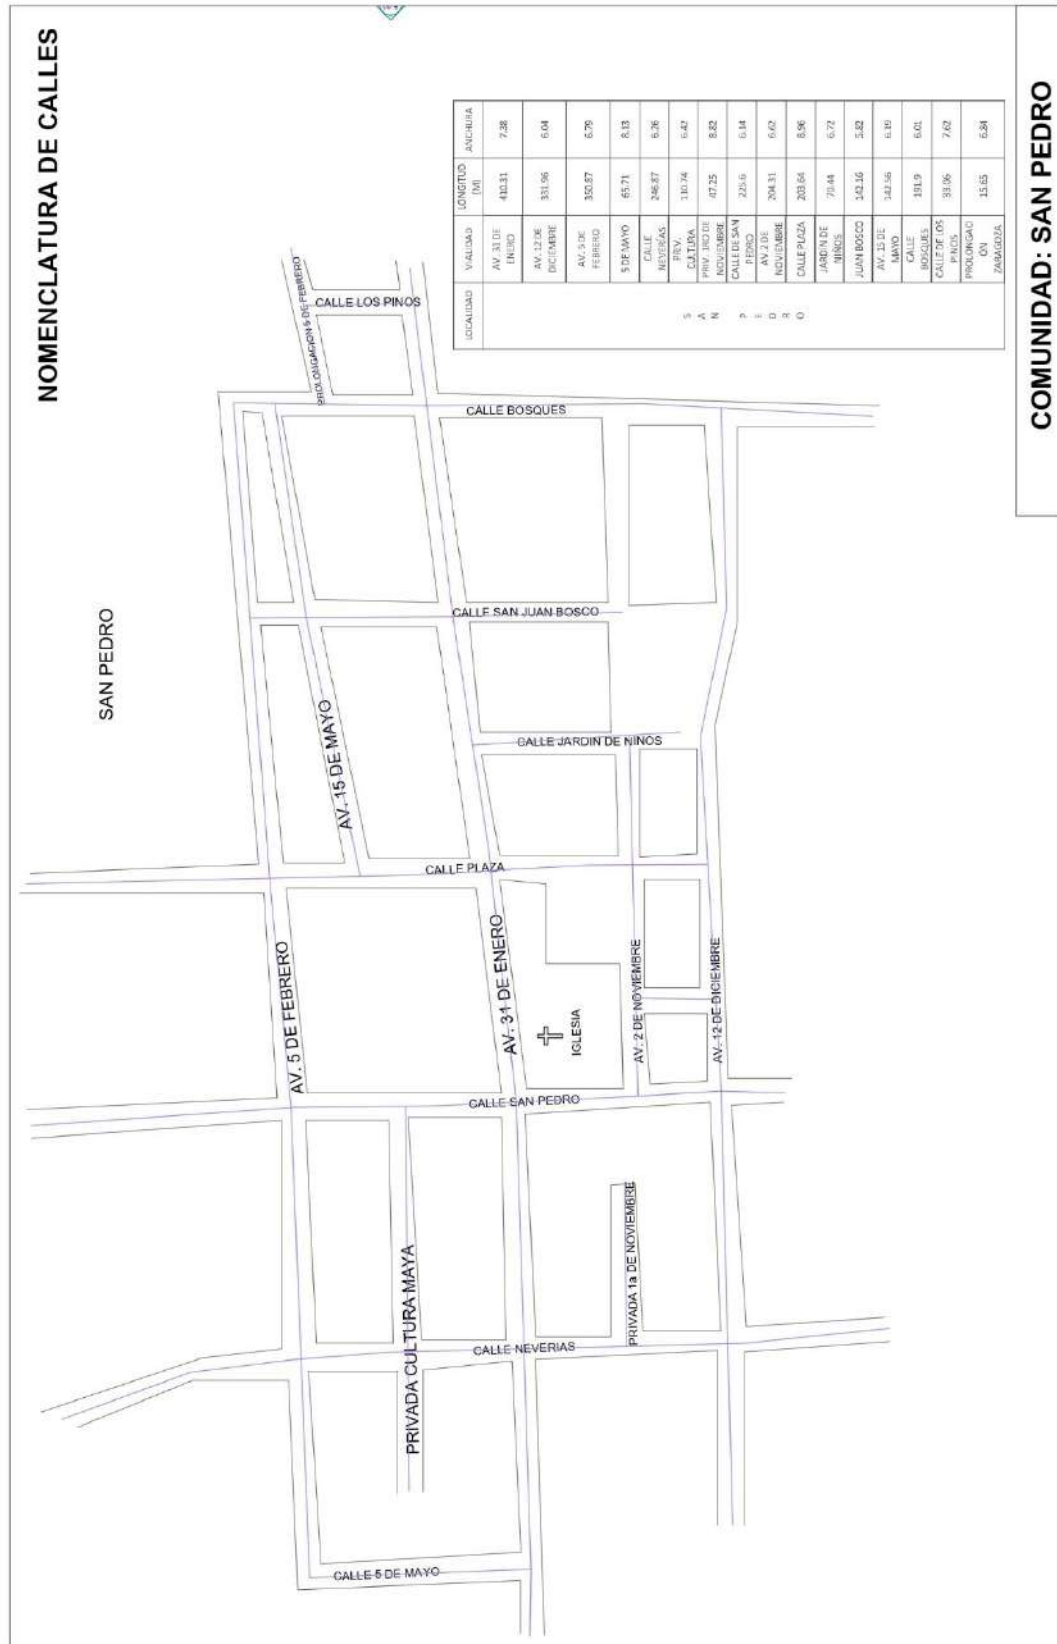 NOMENCLATURA DE CALLES
SAN PEDRO
PROLONGACION 5 DE FEBRERO
CALLE LOS PINOS
CALLE BOSQUES
CALLE SAN JUAN BOSCO
AV. 15 DE MAYO
CALLE JARDIN DE NIÑOS
CALLE PLAZA
AV. 5 DE FEBRERO
AV. 31 DE ENERO
IGLESIA
AV. 2 DE NOVIEMBRE
AV. 12 DE DICIEMBRE
CALLE SAN PEDRO
PRIVADA CULTURA MAYA
PRIVADA 1a DE NOVIEMBRE
CALLE NEVERIAS
CALLE 5 DE MAYO
LOCALIDAD VIALIDAD LONGITUD (M) ANCHURA
SAN PEDRO
AV. 31 DE ENERO 410.31 7.38
AV. 12 DE DICIEMBRE 331.96 6.04
AV. 5 DE FEBRERO 350.87 6.79
5 DE MAYO 65.71 8.13
CALLE NEVERIAS 246.87 6.26
PRIV. CULTURA 110.74 6.42
PRIV. 1RO DE NOVIEMBRE 47.25 8.82
CALLE DE SAN PEDRO 225.6 6.14
AV. 2 DE NOVIEMBRE 204.31 6.62
CALLE PLAZA 203.64 8.96
JARDIN DE NIÑOS 70.44 6.72
JUAN BOSCO 142.16 5.82
AV. 15 DE MAYO 142.56 6.19
CALLE BOSQUES 191.9 6.01
CALLE DE LOS PINOS 33.06 7.62
PROLONGACIÓN ZARAGOZA 15.65 6.84
COMUNIDAD: SAN PEDRO